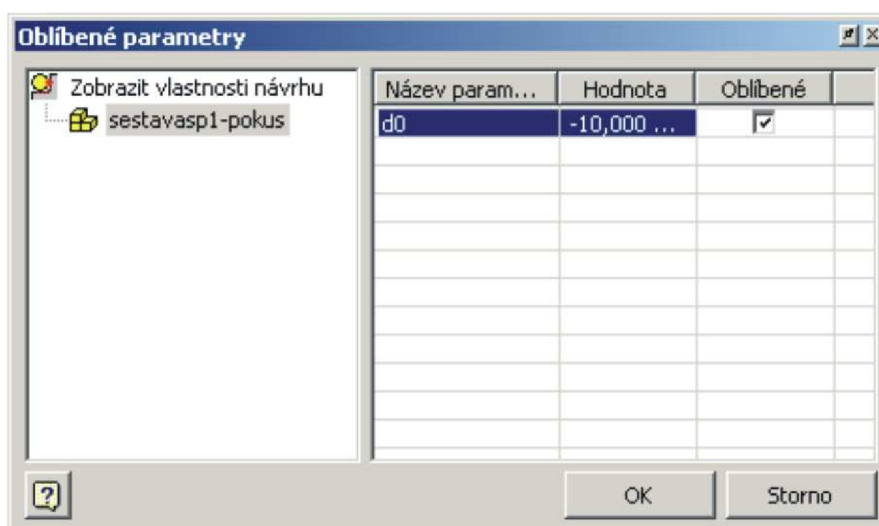 Oblíbené parametry
Zobrazit vlastnosti návrhu
sestavasp1-pokus
Název param... Hodnota Oblíbené
d0 -10,000 ...
OK Storno